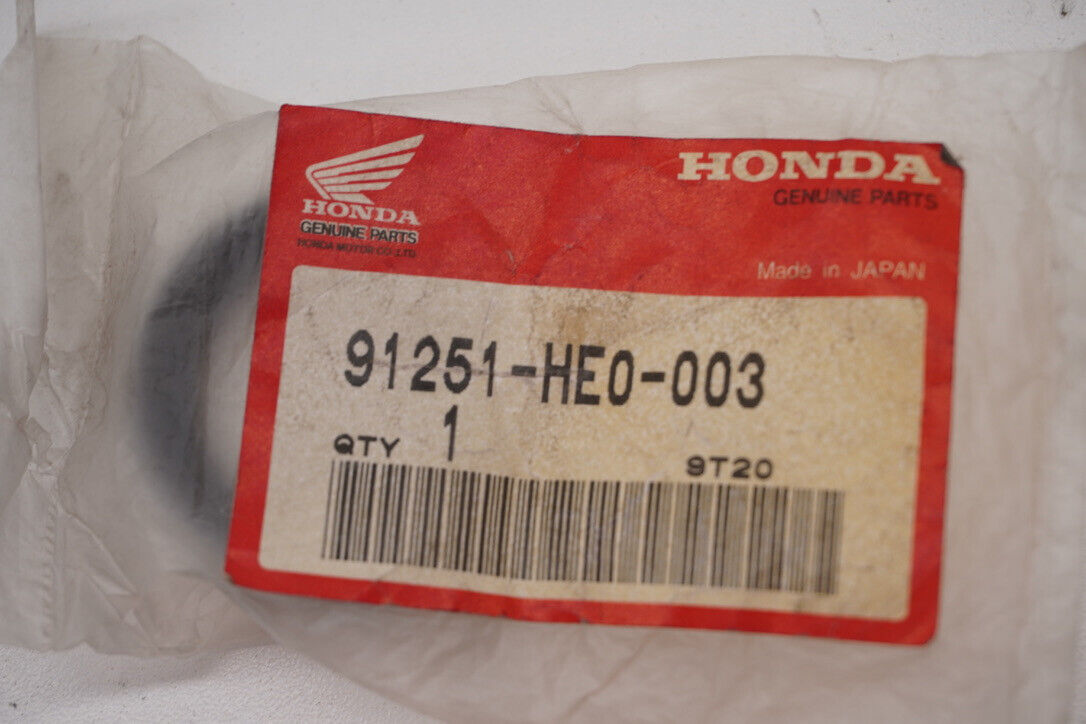 HONDA
GENUINE PARTS
HONDA MOTOR CO.,LTD.
HONDA
GENUINE PARTS
Made in JAPAN
91251-HE0-003
QTY 1
9T20